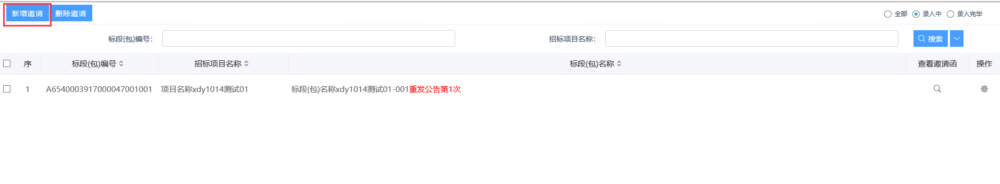 新增邀请 删除邀请 全部 录入中 录入完毕
标段(包)编号： 招标项目名称： 搜索
序 标段(包)编号 招标项目名称 标段(包)名称 查看邀请函 操作
1 A6540003917000047001001 项目名称xdy1014测试01 标段(包)名称xdy1014测试01-001重发公告第1次